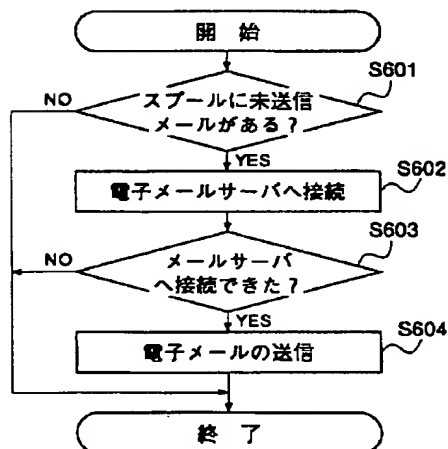 開 始
S601
NO
スプールに未送信
メールがある?
YES
S602
電子メールサーバへ接続
S603
NO
メールサーバ
へ接続できた?
YES
S604
電子メールの送信
終 了